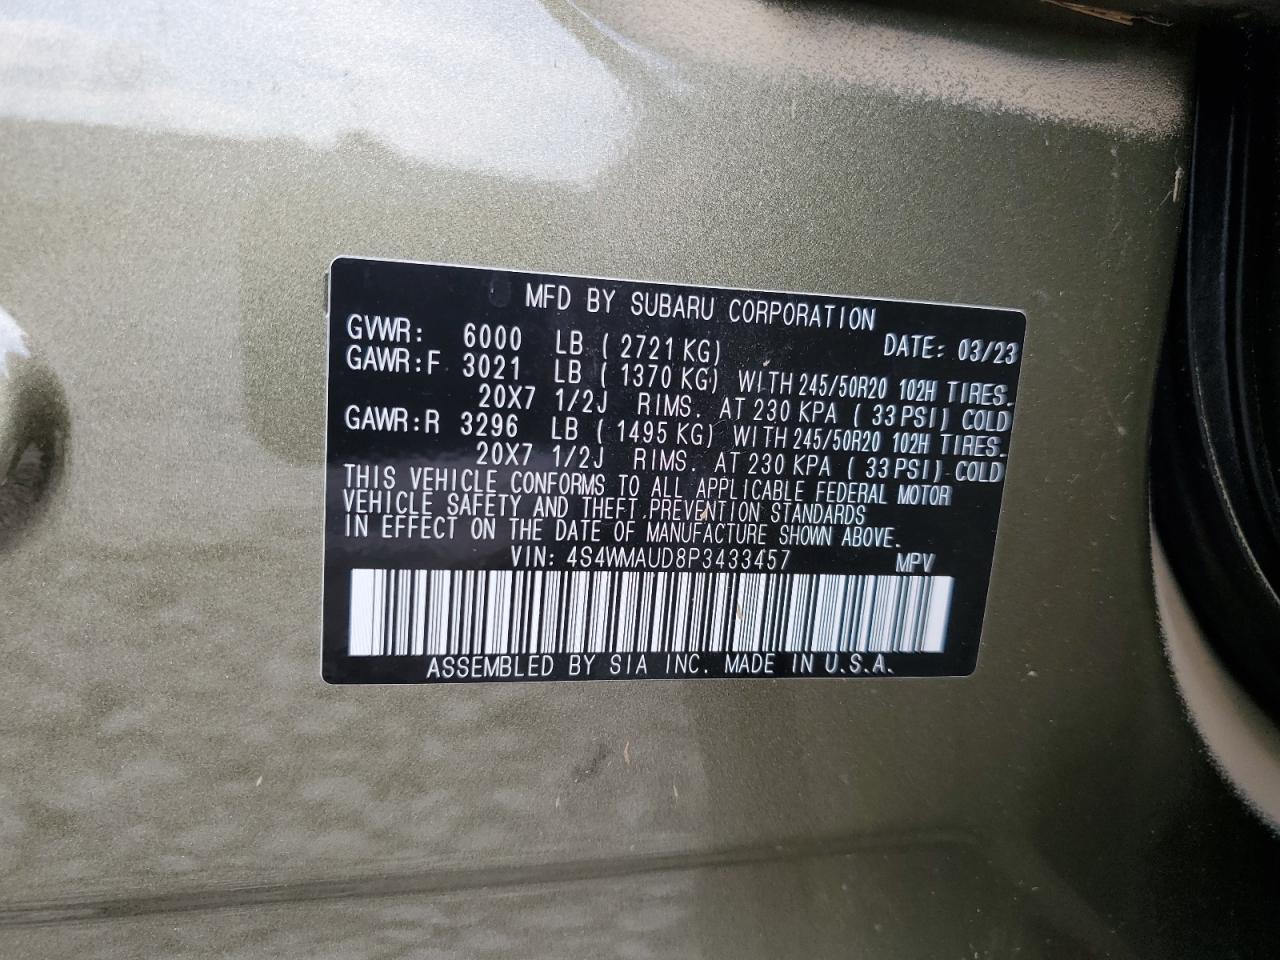 MFD BY SUBARU CORPORATION
GVWR: 6000 LB ( 2721 KG) DATE: 03/23
GAWR:F 3021 LB ( 1370 KG) WITH 245/50R20 102H TIRES.
20X7 1/2J RIMS. AT 230 KPA ( 33 PSI) COLD
GAWR:R 3296 LB ( 1495 KG) WITH 245/50R20 102H TIRES.
20X7 1/2J RIMS. AT 230 KPA ( 33 PSI) COLD
THIS VEHICLE CONFORMS TO ALL APPLICABLE FEDERAL MOTOR
VEHICLE SAFETY AND THEFT PREVENTION STANDARDS
IN EFFECT ON THE DATE OF MANUFACTURE SHOWN ABOVE.
VIN: 4S4WMAUD8P3433457 MPV
ASSEMBLED BY SIA INC. MADE IN U.S.A.